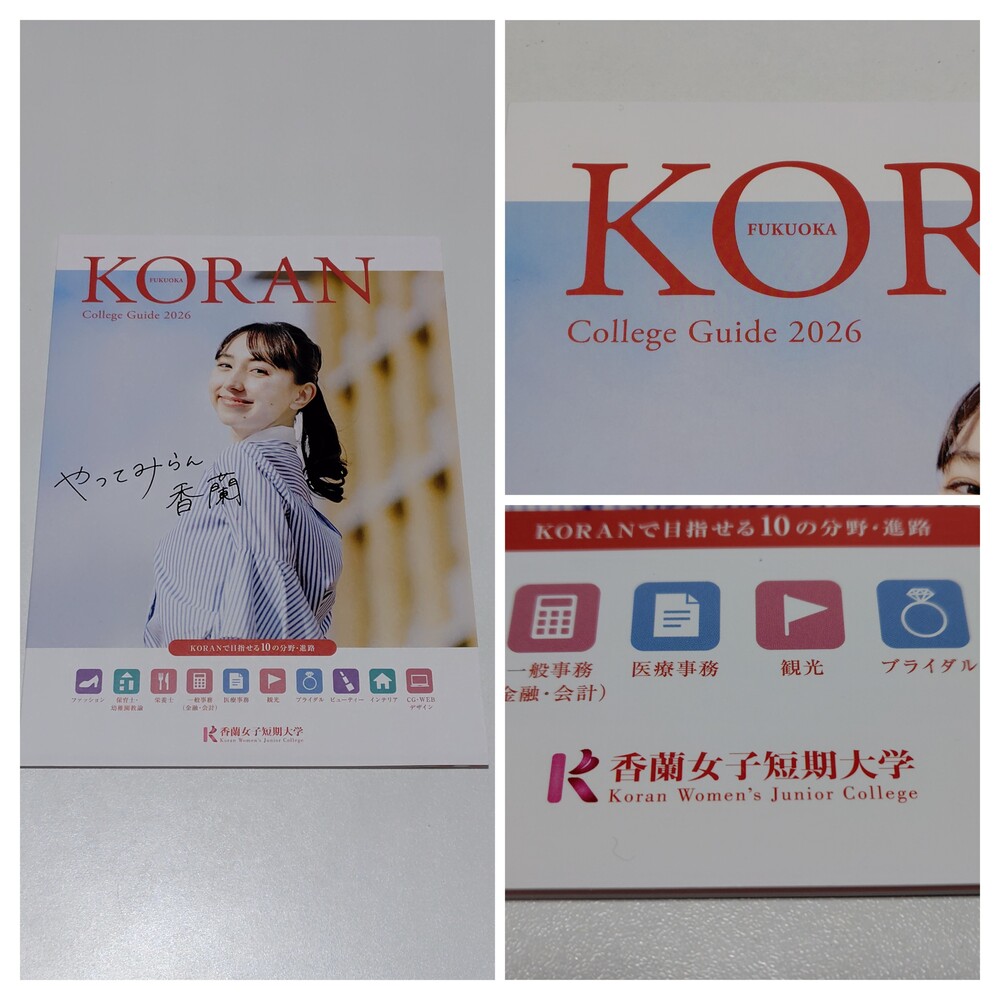 KORAN
FUKUOKA
College Guide 2026
やってみらん
香蘭
KORANで目指せる10の分野・進路
ファッション
保育士・
幼稚園教諭
栄養士
一般事務
(金融・会計)
医療事務
観光
ブライダル
ビューティー
インテリア
CG・WEB
デザイン
香蘭女子短期大学
Koran Women's Junior College
KOR
FUKUOKA
College Guide 2026
KORANで目指せる10の分野・進路
一般事務
金融・会計)
医療事務
観光
ブライダル
香蘭女子短期大学
Koran Women's Junior College